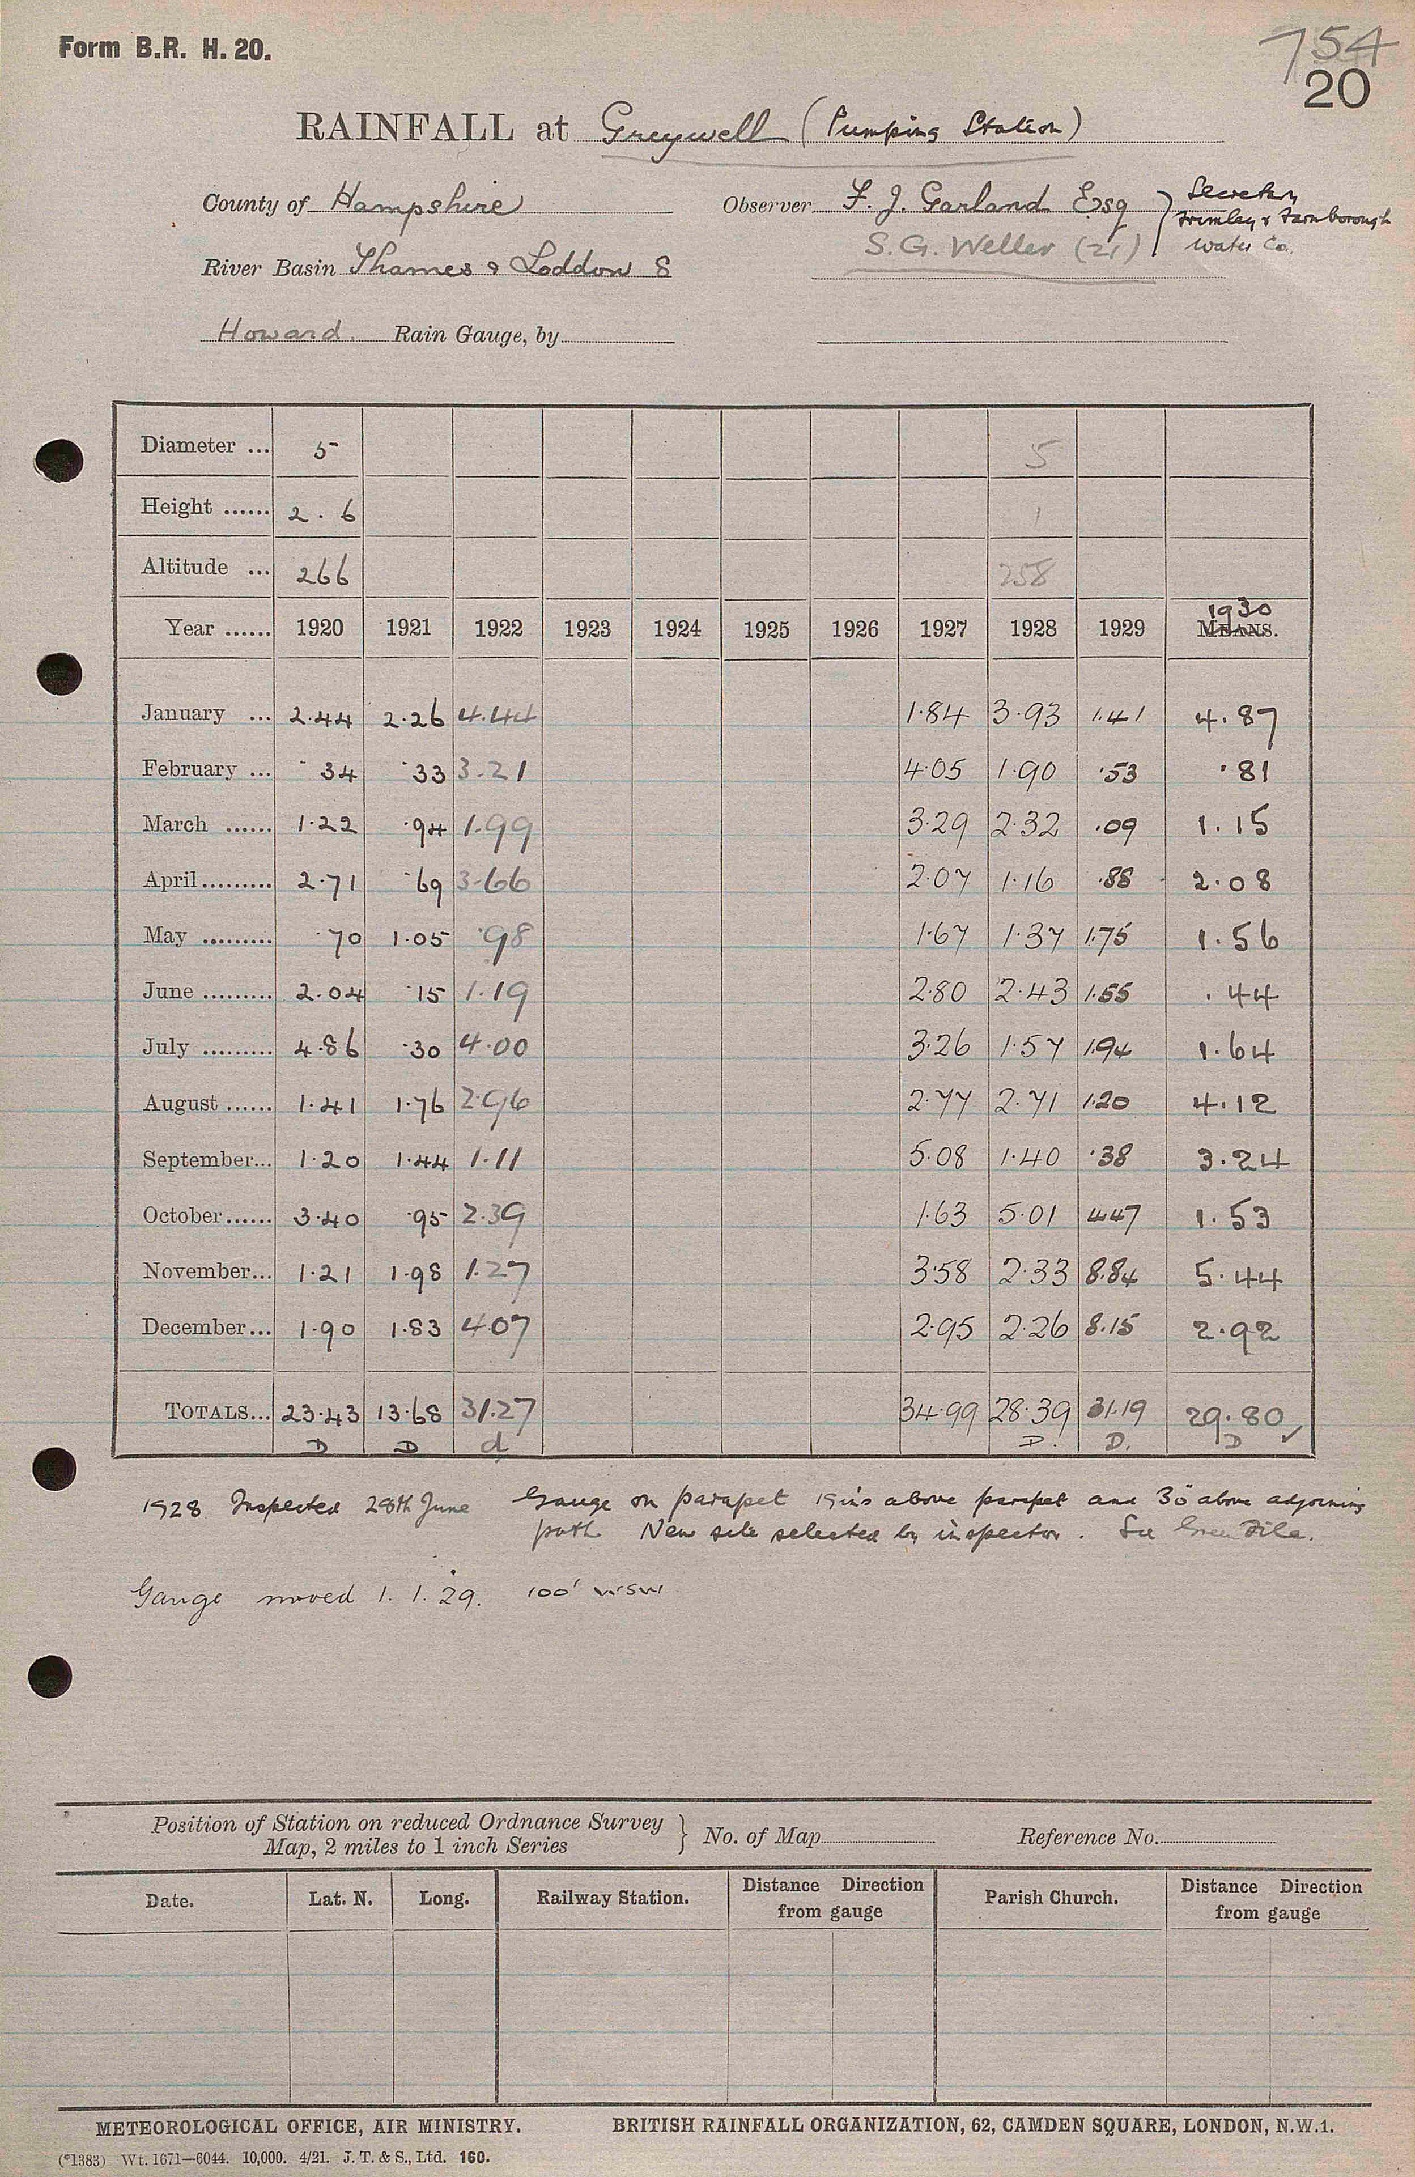 Form B.R. H. 20.
754
20
RAINFALL at Greywell (Pumping Station)
County of Hampshire Observer F. J. Garland Esq } Secretary
Frimley & Farnborough
Water Co.
S.G. Weller (21)
River Basin Thames & Loddon S
Howard. Rain Gauge, by
Diameter ... 5 5
Height ...... 2 . 6 1
Altitude ... 266 258
1930
Year ...... 1920 1921 1922 1923 1924 1925 1926 1927 1928 1929 MEANS.
January ... 2.44 2.26 4.44 1.84 3.93 1.41 4.87
February ... .34 .33 3.21 4.05 1.90 .53 .81
March ...... 1.22 .94 1.99 3.29 2.32 .09 1.15
April ......... 2.71 .69 3.66 2.07 1.16 .88 2.08
May ......... .70 1.05 .98 1.67 1.37 1.75 1.56
June ......... 2.04 .15 1.19 2.80 2.43 1.55 .44
July ......... 4.86 .30 4.00 3.26 1.57 1.94 1.64
August ...... 1.41 1.76 2.96 2.77 2.71 1.20 4.12
September... 1.20 1.44 1.11 5.08 1.40 .38 3.24
October ...... 3.40 .95 2.39 1.63 5.01 4.47 1.53
November... 1.21 1.98 1.27 3.58 2.33 8.84 5.44
December... 1.90 1.83 4.07 2.95 2.26 8.15 2.92
TOTALS... 23.43 13.68 31.27 34.99 28.39 31.19 29.80 ✓
D D d D. D. D
1928 Inspected 28th June Gauge on parapet 19ins above parapet and 30 above adjoining
path New site selected by inspector. See Green File.
Gauge moved 1. 1. 29. 100' WSW
Position of Station on reduced Ordnance Survey
Map, 2 miles to 1 inch Series } No. of Map Reference No.
Date. Lat. N. Long. Railway Station. Distance Direction
from gauge Parish Church. Distance Direction
from gauge
METEOROLOGICAL OFFICE, AIR MINISTRY. BRITISH RAINFALL ORGANIZATION, 62, CAMDEN SQUARE, LONDON, N.W.1.
(*1383) Wt. 1671—6044. 10,000. 4/21. J. T. & S., Ltd. 160.